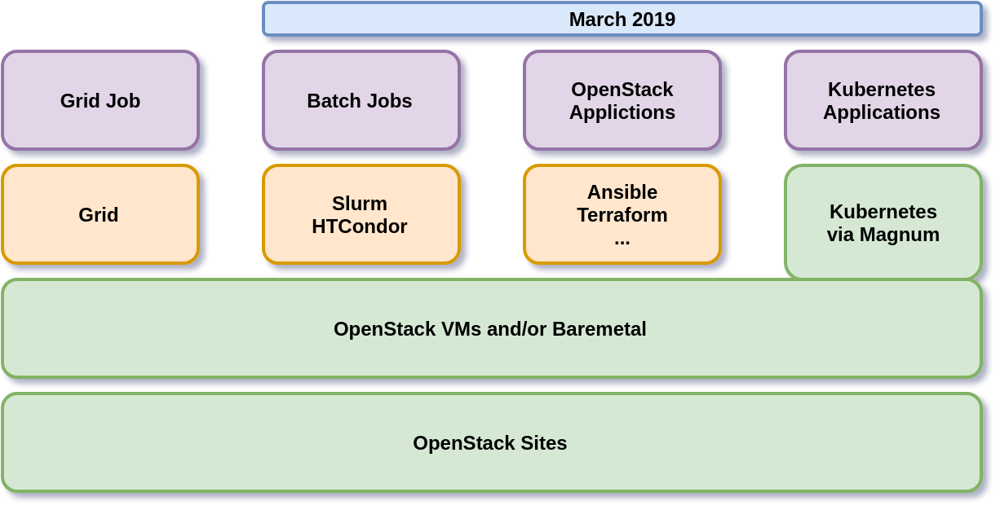 March 2019
Grid Job
Batch Jobs
OpenStack
Applictions
Kubernetes
Applications
Grid
Slurm
HTCondor
Ansible
Terraform
...
Kubernetes
via Magnum
OpenStack VMs and/or Baremetal
OpenStack Sites